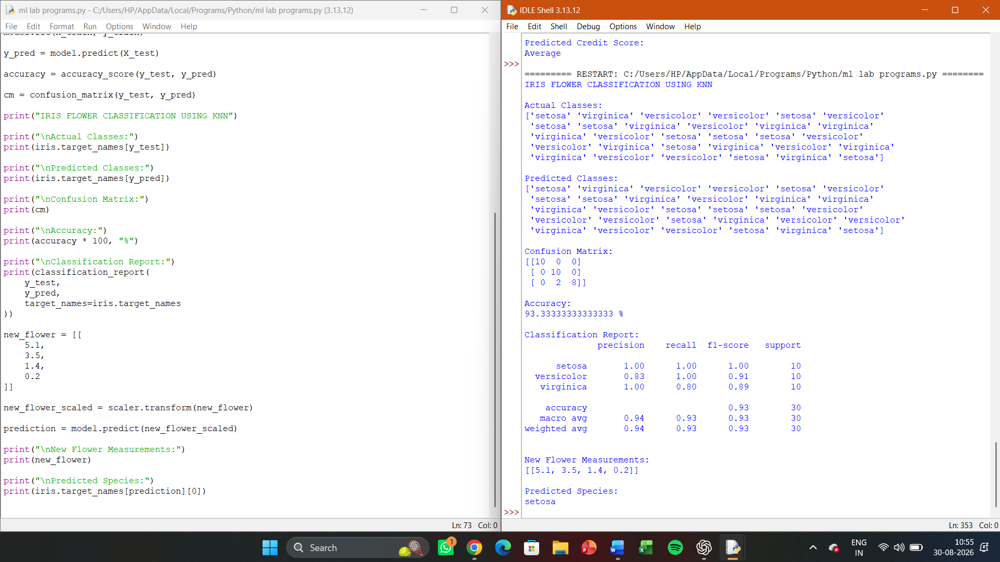 ml lab programs.py - C:/Users/HP/AppData/Local/Programs/Python/ml lab programs.py (3.13.12)
File Edit Format Run Options Window Help
y_pred = model.predict(X_test)
accuracy = accuracy_score(y_test, y_pred)
cm = confusion_matrix(y_test, y_pred)
print("IRIS FLOWER CLASSIFICATION USING KNN")
print("\nActual Classes:")
print(iris.target_names[y_test])
print("\nPredicted Classes:")
print(iris.target_names[y_pred])
print("\nConfusion Matrix:")
print(cm)
print("\nAccuracy:")
print(accuracy * 100, "%")
print("\nClassification Report:")
print(classification_report(
    y_test,
    y_pred,
    target_names=iris.target_names
))
new_flower = [[
    5.1,
    3.5,
    1.4,
    0.2
]]
new_flower_scaled = scaler.transform(new_flower)
prediction = model.predict(new_flower_scaled)
print("\nNew Flower Measurements:")
print(new_flower)
print("\nPredicted Species:")
print(iris.target_names[prediction][0])
Ln: 73 Col: 0
IDLE Shell 3.13.12
File Edit Shell Debug Options Window Help
Predicted Credit Score:
Average
>>>
========= RESTART: C:/Users/HP/AppData/Local/Programs/Python/ml lab programs.py ========
IRIS FLOWER CLASSIFICATION USING KNN
Actual Classes:
['setosa' 'virginica' 'versicolor' 'versicolor' 'setosa' 'versicolor'
 'setosa' 'setosa' 'virginica' 'versicolor' 'virginica' 'virginica'
 'virginica' 'versicolor' 'setosa' 'setosa' 'setosa' 'versicolor'
 'versicolor' 'virginica' 'setosa' 'virginica' 'versicolor' 'virginica'
 'virginica' 'versicolor' 'versicolor' 'setosa' 'virginica' 'setosa']
Predicted Classes:
['setosa' 'virginica' 'versicolor' 'versicolor' 'setosa' 'versicolor'
 'setosa' 'setosa' 'virginica' 'versicolor' 'virginica' 'virginica'
 'virginica' 'versicolor' 'setosa' 'setosa' 'setosa' 'versicolor'
 'versicolor' 'versicolor' 'setosa' 'virginica' 'versicolor' 'versicolor'
 'virginica' 'versicolor' 'versicolor' 'setosa' 'virginica' 'setosa']
Confusion Matrix:
[[10  0  0]
 [ 0 10  0]
 [ 0  2  8]]
Accuracy:
93.33333333333333 %
Classification Report:
              precision    recall  f1-score   support
      setosa       1.00      1.00      1.00        10
  versicolor       0.83      1.00      0.91        10
   virginica       1.00      0.80      0.89        10
    accuracy                           0.93        30
   macro avg       0.94      0.93      0.93        30
weighted avg       0.94      0.93      0.93        30
New Flower Measurements:
[[5.1, 3.5, 1.4, 0.2]]
Predicted Species:
setosa
>>>
Ln: 353 Col: 0
Search
1
ENG
IN
10:55
30-08-2026